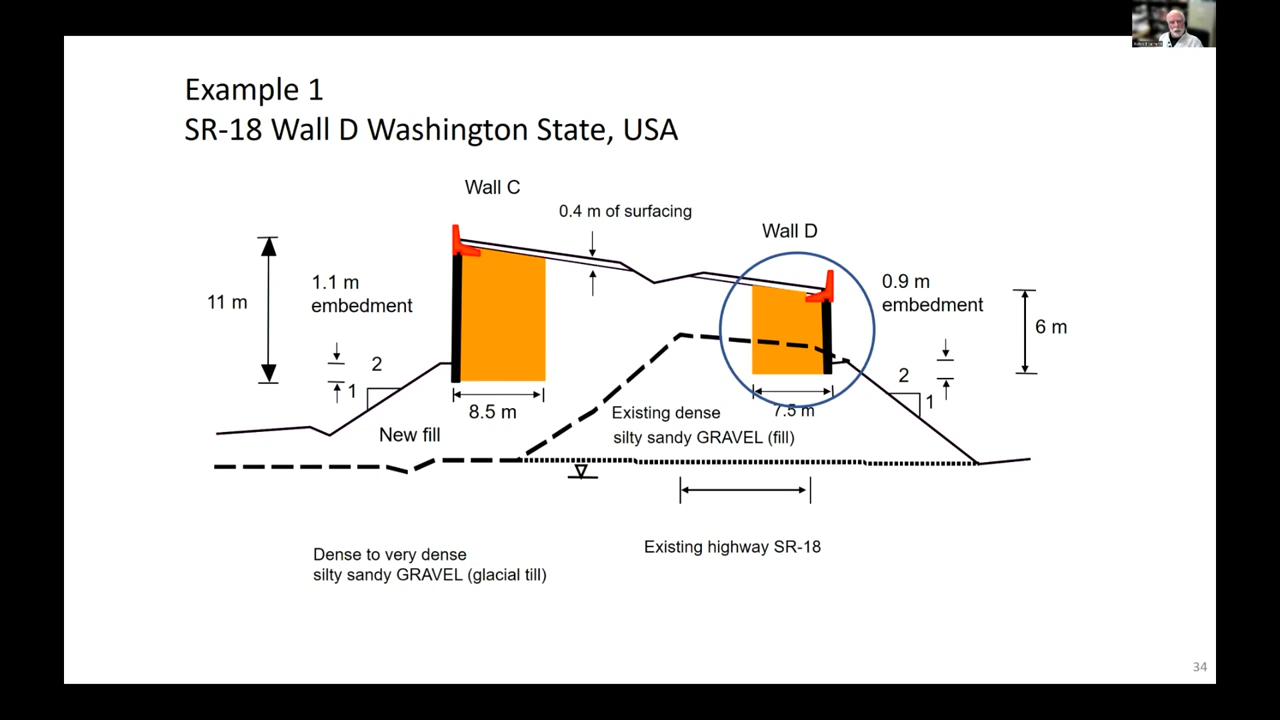 Example 1
SR-18 Wall D Washington State, USA
Wall C
0.4 m of surfacing
Wall D
1.1 m
embedment
11 m
0.9 m
embedment
6 m
2
1
2
1
8.5 m
7.5 m
Existing dense
silty sandy GRAVEL (fill)
New fill
Existing highway SR-18
Dense to very dense
silty sandy GRAVEL (glacial till)
34